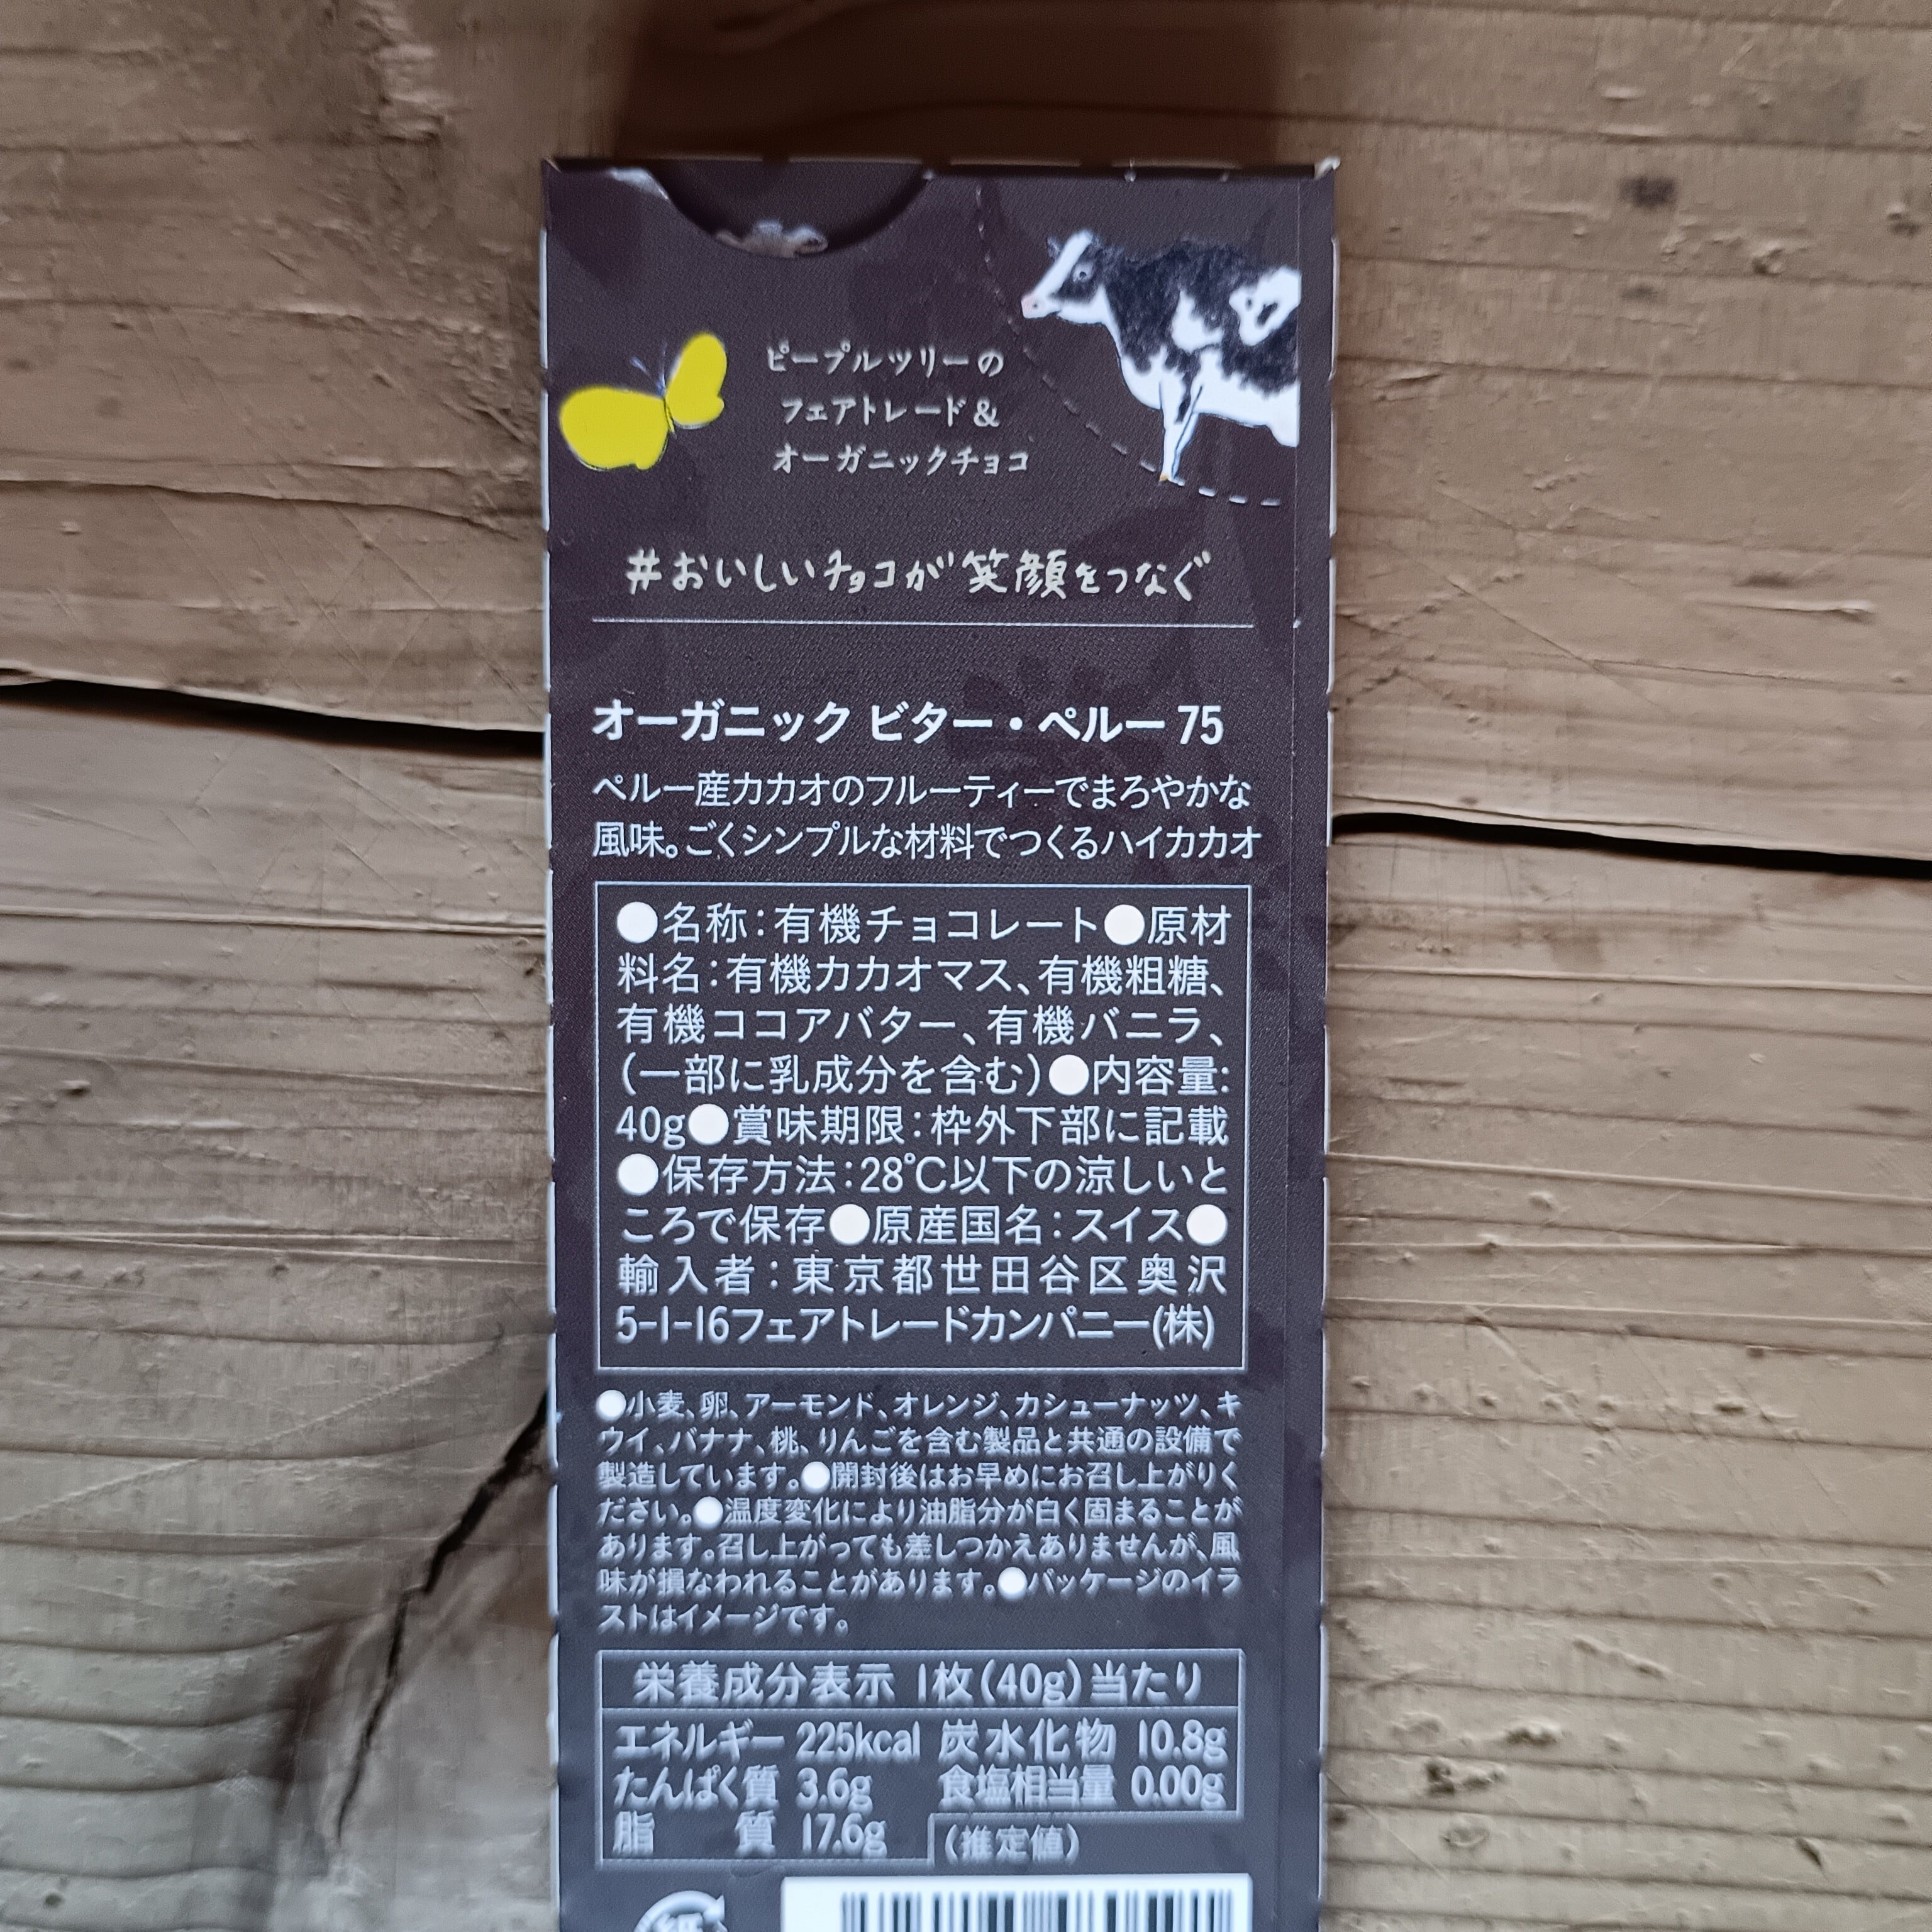 ピープルツリーの
フェアトレード&
オーガニックチョコ
#おいしいチョコが笑顔をつなぐ
オーガニック ビター・ペルー 75
ペルー産カカオのフルーティーでまろやかな
風味。ごくシンプルな材料でつくるハイカカオ
●名称：有機チョコレート●原材
料名：有機カカオマス、有機粗糖、
有機ココアバター、有機バニラ、
(一部に乳成分を含む)●内容量:
40g●賞味期限：枠外下部に記載
●保存方法：28℃以下の涼しいと
ころで保存●原産国名：スイス●
輸入者：東京都世田谷区奥沢
5-1-16フェアトレードカンパニー(株)
●小麦、卵、アーモンド、オレンジ、カシューナッツ、キ
ウイ、バナナ、桃、りんごを含む製品と共通の設備で
製造しています。●開封後はお早めにお召し上がりく
ださい。●温度変化により油脂分が白く固まることが
あります。召し上がっても差しつかえありませんが、風
味が損なわれることがあります。●パッケージのイラ
ストはイメージです。
栄養成分表示 1枚(40g)当たり
エネルギー 225kcal 炭水化物 10.8g
たんぱく質 3.6g 食塩相当量 0.00g
脂質 17.6g (推定値)